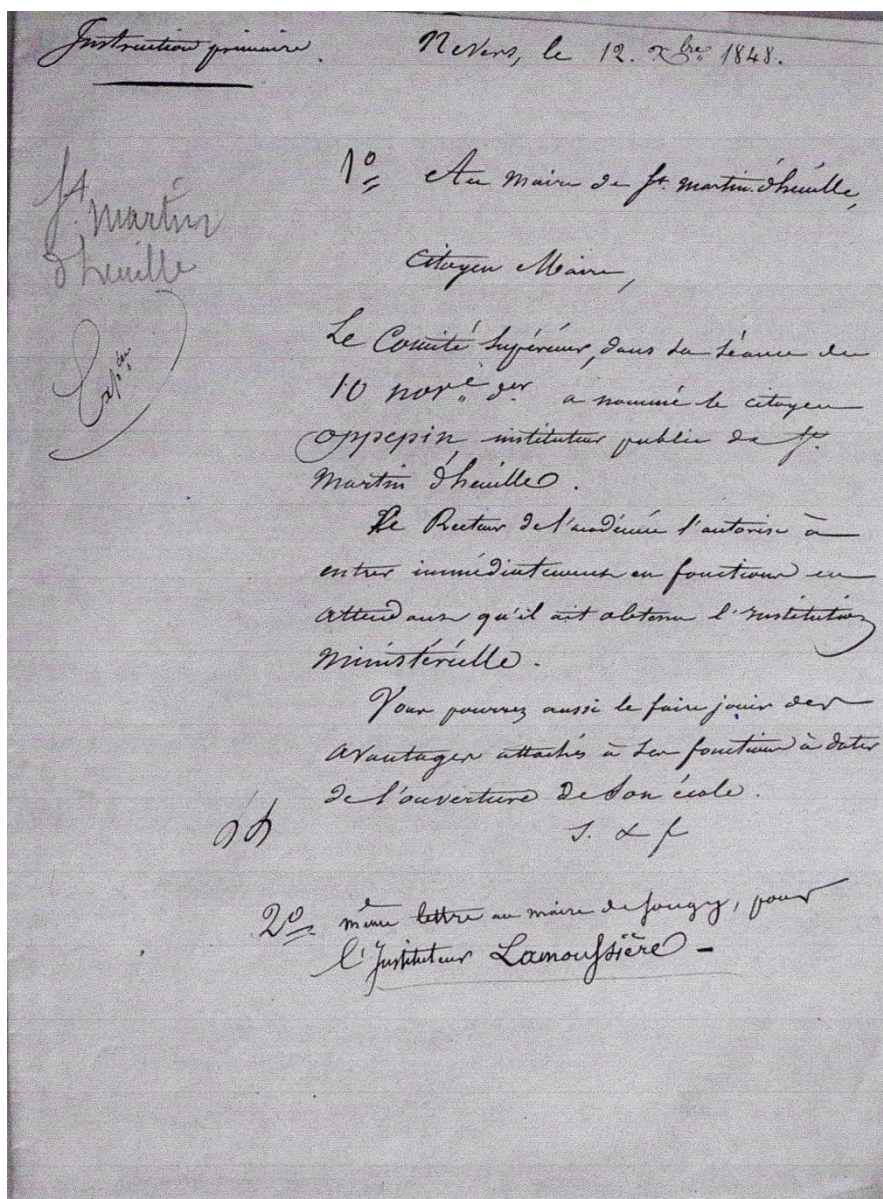 Instruction primaire.
Nevers, le 12. xbre 1848.
St. Martin
d'heuille
Expon
1º Au Maire de St. Martin d'heuille,
Citoyen Maire,
Le Comité Supérieur, dans sa séance du
10 novre der a nommé le citoyen
oppepin instituteur public de St.
Martin d'heuille.
Le Recteur de l'académie l'autorise à
entrer immédiatement en fonctions en
attendant qu'il ait obtenu l'institution
Ministérielle.
Vous pourrez aussi le faire jouir des
avantages attachés à ses fonctions à dater
de l'ouverture de son école.
S. & f
2º même lettre au maire de Sougy, pour
l'Instituteur Lamoussière -